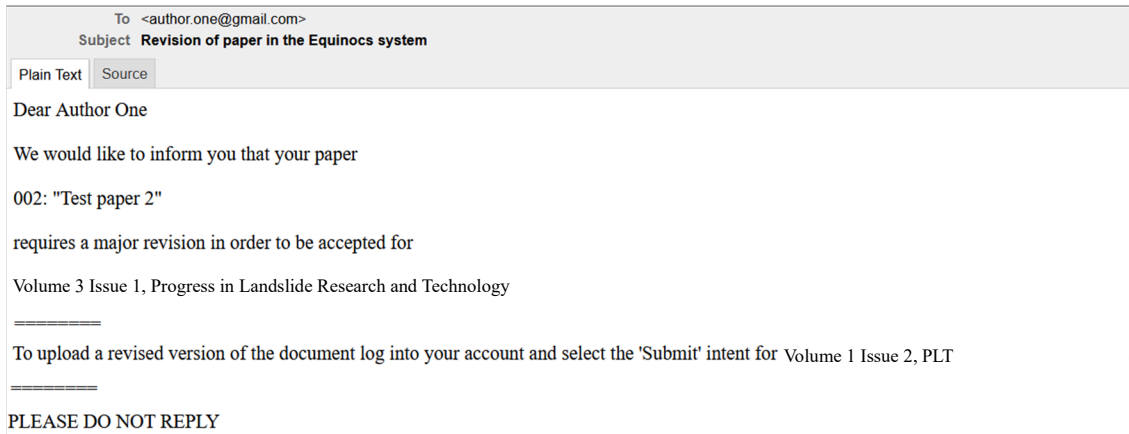 To <author.one@gmail.com>
Subject Revision of paper in the Equinocs system
Plain Text Source
Dear Author One
We would like to inform you that your paper
002: "Test paper 2"
requires a major revision in order to be accepted for
Volume 3 Issue 1, Progress in Landslide Research and Technology
========
To upload a revised version of the document log into your account and select the 'Submit' intent for Volume 1 Issue 2, PLT
========
PLEASE DO NOT REPLY